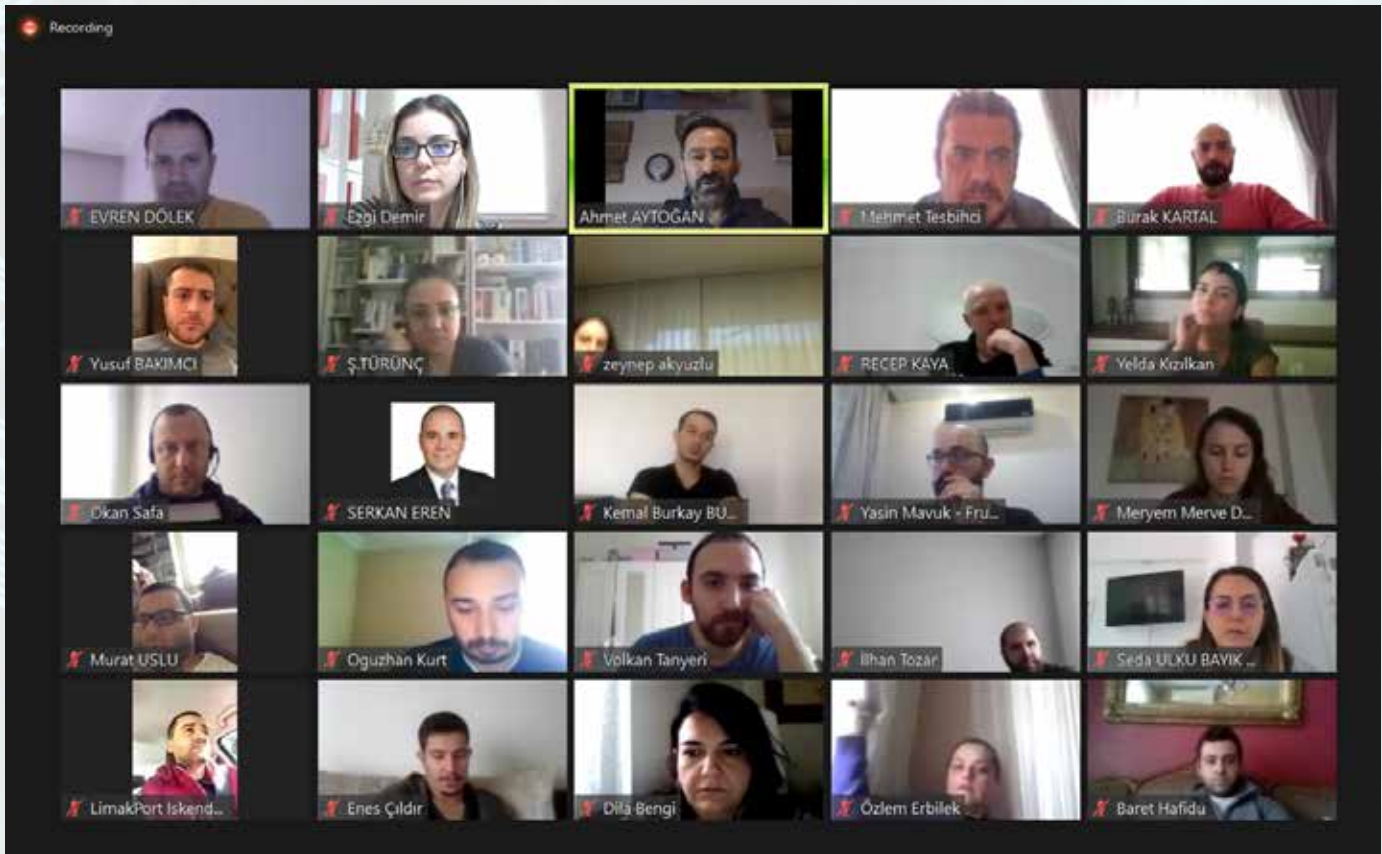 Recording
EVREN DÖLEK
Ezgi Demir
Ahmet AYTOĞAN
Mehmet Tesbihci
Burak KARTAL
Yusuf BAKIMCI
Ş.TÜRÜNÇ
zeynep akyuzlu
RECEP KAYA
Yelda Kızılkan
Okan Safa
SERKAN EREN
Kemal Burkay BU...
Yasin Mavuk - Fru...
Meryem Merve D...
Murat USLU
Oguzhan Kurt
Volkan Tanyeri
İlhan Tozar
Seda ULKU BAYIK ...
LimakPort Iskend...
Enes Çıldır
Dila Bengi
Özlem Erbilek
Baret Hafidu